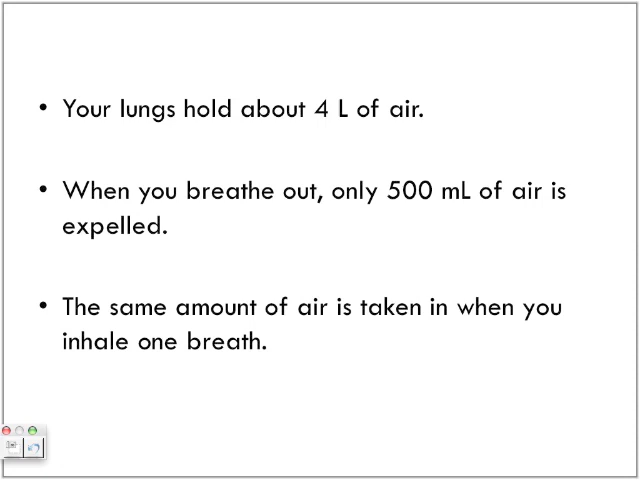 • Your lungs hold about 4 L of air.
• When you breathe out, only 500 mL of air is
expelled.
• The same amount of air is taken in when you
inhale one breath.